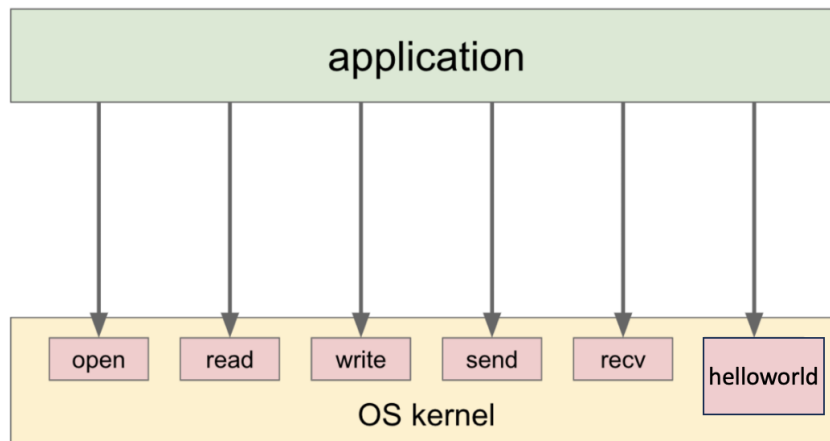 application
open
read
write
send
recv
helloworld
OS kernel